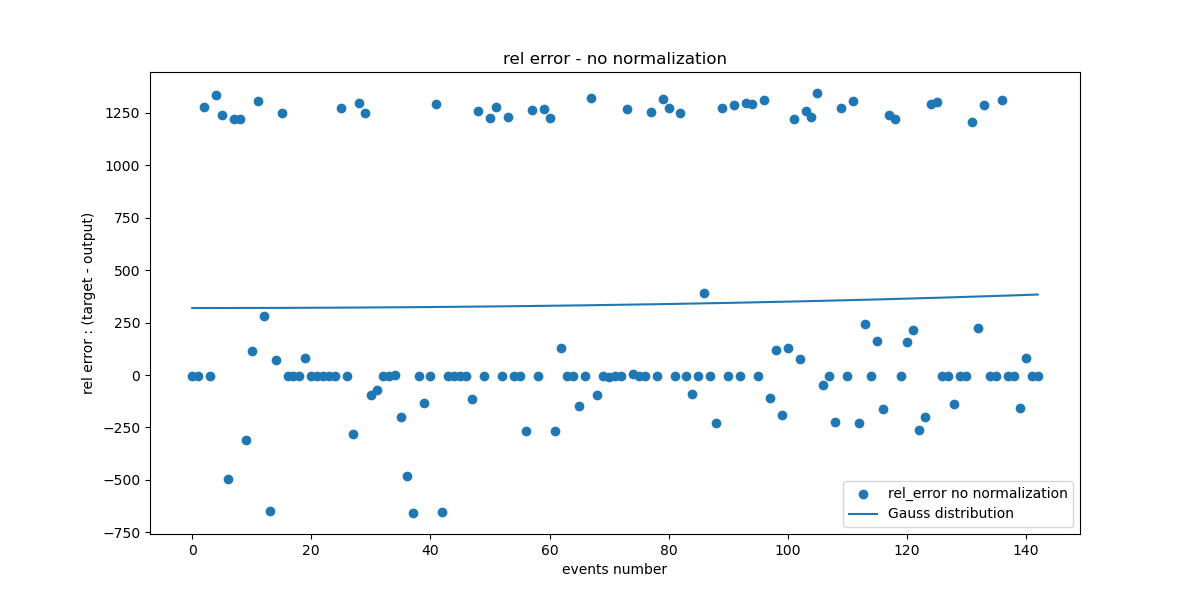 rel error - no normalization
rel error : (target - output)
1250
1000
750
500
250
0
−250
−500
−750
rel_error no normalization
Gauss distribution
0 20 40 60 80 100 120 140
events number